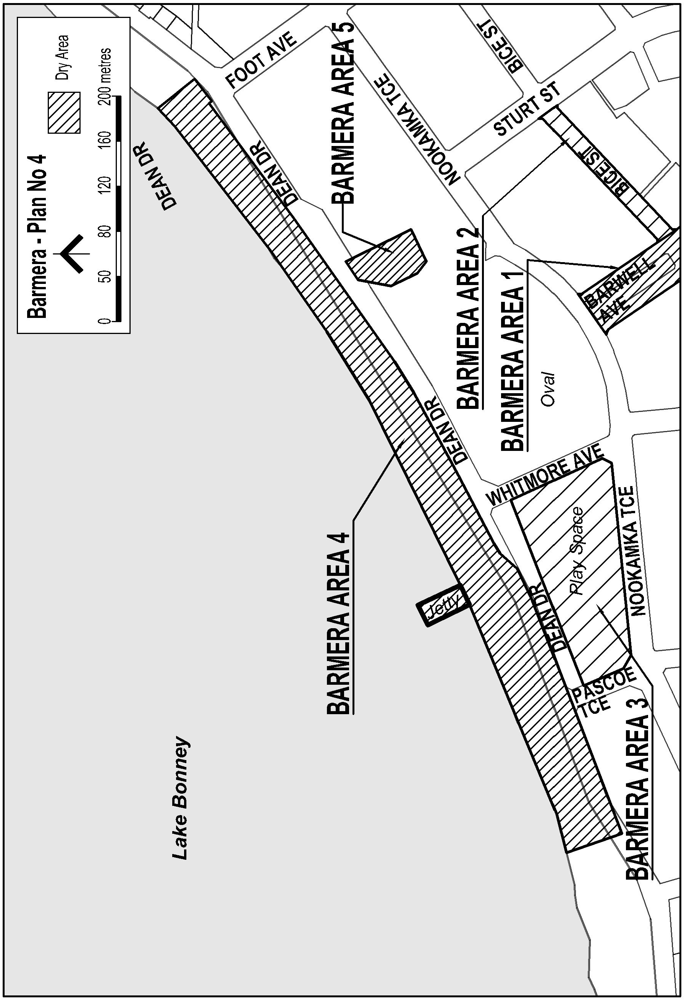 Barmera - Plan No 4
Dry Area
0 50 80 120 160 200 metres
Lake Bonney
DEAN DR
DEAN DR
FOOT AVE
BARMERA AREA 5
NOOKAMKA TCE
BICE ST
STURT ST
BICE ST
BARMERA AREA 2
BARMERA AREA 1
BARWELL
AVE
Oval
DEAN DR
BARMERA AREA 4
Jetty
WHITMORE AVE
Play Space
NOOKAMKA TCE
DEAN DR
PASCOE
TCE
BARMERA AREA 3